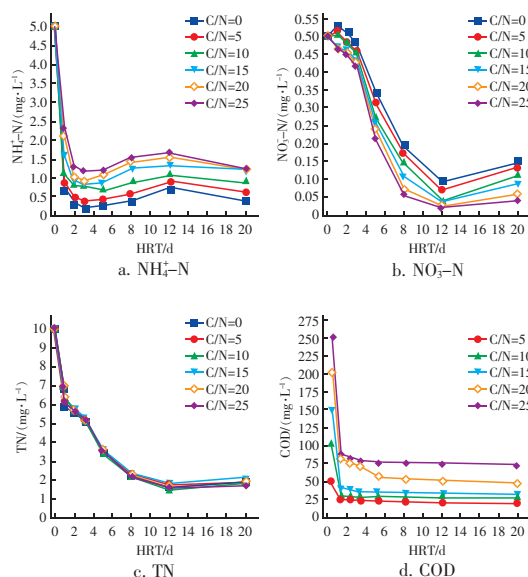 5.0
4.5
4.0
3.5
3.0
2.5
2.0
1.5
1.0
0.5
0
NH₄⁺–N/(mg·L⁻¹)
C/N=0
C/N=5
C/N=10
C/N=15
C/N=20
C/N=25
0 2 4 6 8 10 12 14 16 18 20
HRT/d
a. NH₄⁺–N
0.55
0.50
0.45
0.40
0.35
0.30
0.25
0.20
0.15
0.10
0.05
0
NO₃⁻–N/(mg·L⁻¹)
C/N=0
C/N=5
C/N=10
C/N=15
C/N=20
C/N=25
0 2 4 6 8 10 12 14 16 18 20
HRT/d
b. NO₃⁻–N
10
9
8
7
6
5
4
3
2
1
0
TN/(mg·L⁻¹)
C/N=0
C/N=5
C/N=10
C/N=15
C/N=20
C/N=25
0 2 4 6 8 10 12 14 16 18 20
HRT/d
c. TN
275
250
225
200
175
150
125
100
75
50
25
0
COD/(mg·L⁻¹)
C/N=5
C/N=10
C/N=15
C/N=20
C/N=25
0 2 4 6 8 10 12 14 16 18 20
HRT/d
d. COD